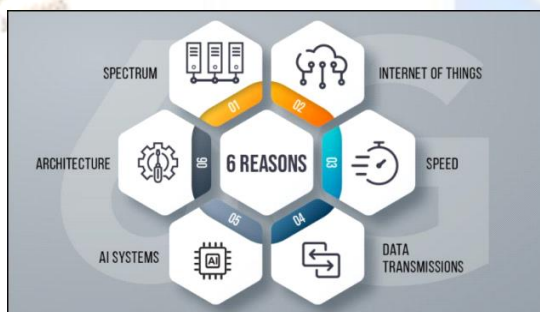 6G
SPECTRUM
INTERNET OF THINGS
01
02
ARCHITECTURE
06
6 REASONS
03
SPEED
05
04
AI SYSTEMS
AI
DATA
TRANSMISSIONS